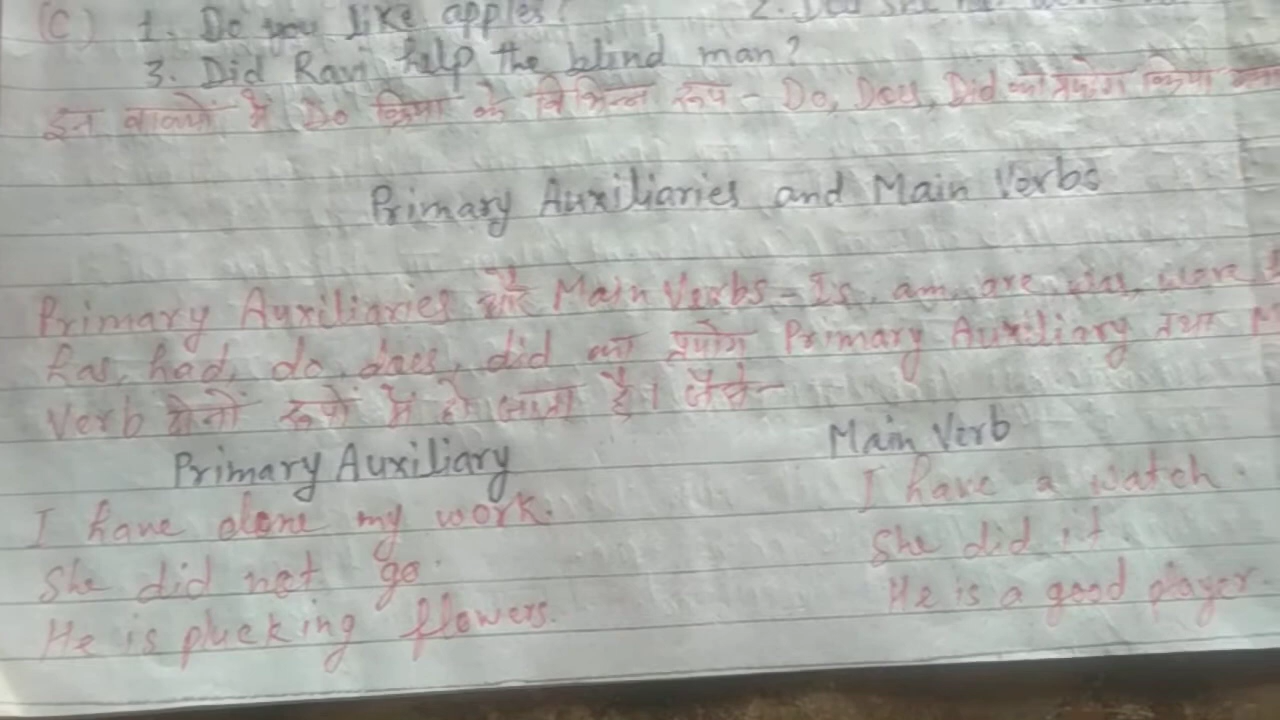 (C) 1. Do you like apples?
3. Did Ravi help the blind man?
इन वाक्यों में Do क्रिया के विभिन्न रूप - Do, Does, Did का प्रयोग किया गया
Primary Auxiliaries and Main Verbs
Primary Auxiliaries और Main Verbs - Is, am, are, was, were
has, had, do, does, did का प्रयोग Primary Auxiliary तथा
Verb दोनों रूपों में हो जाता है। जैसे-
Primary Auxiliary Main Verb
I have done my work. I have a watch.
She did not go. She did it.
He is plucking flowers. He is a good player.